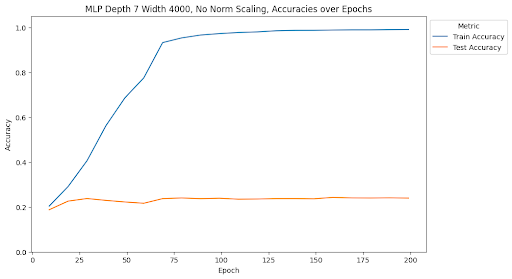 MLP Depth 7 Width 4000, No Norm Scaling, Accuracies over Epochs
Metric
Train Accuracy
Test Accuracy
Accuracy
1.0
0.8
0.6
0.4
0.2
0.0
0
25
50
75
100
125
150
175
200
Epoch